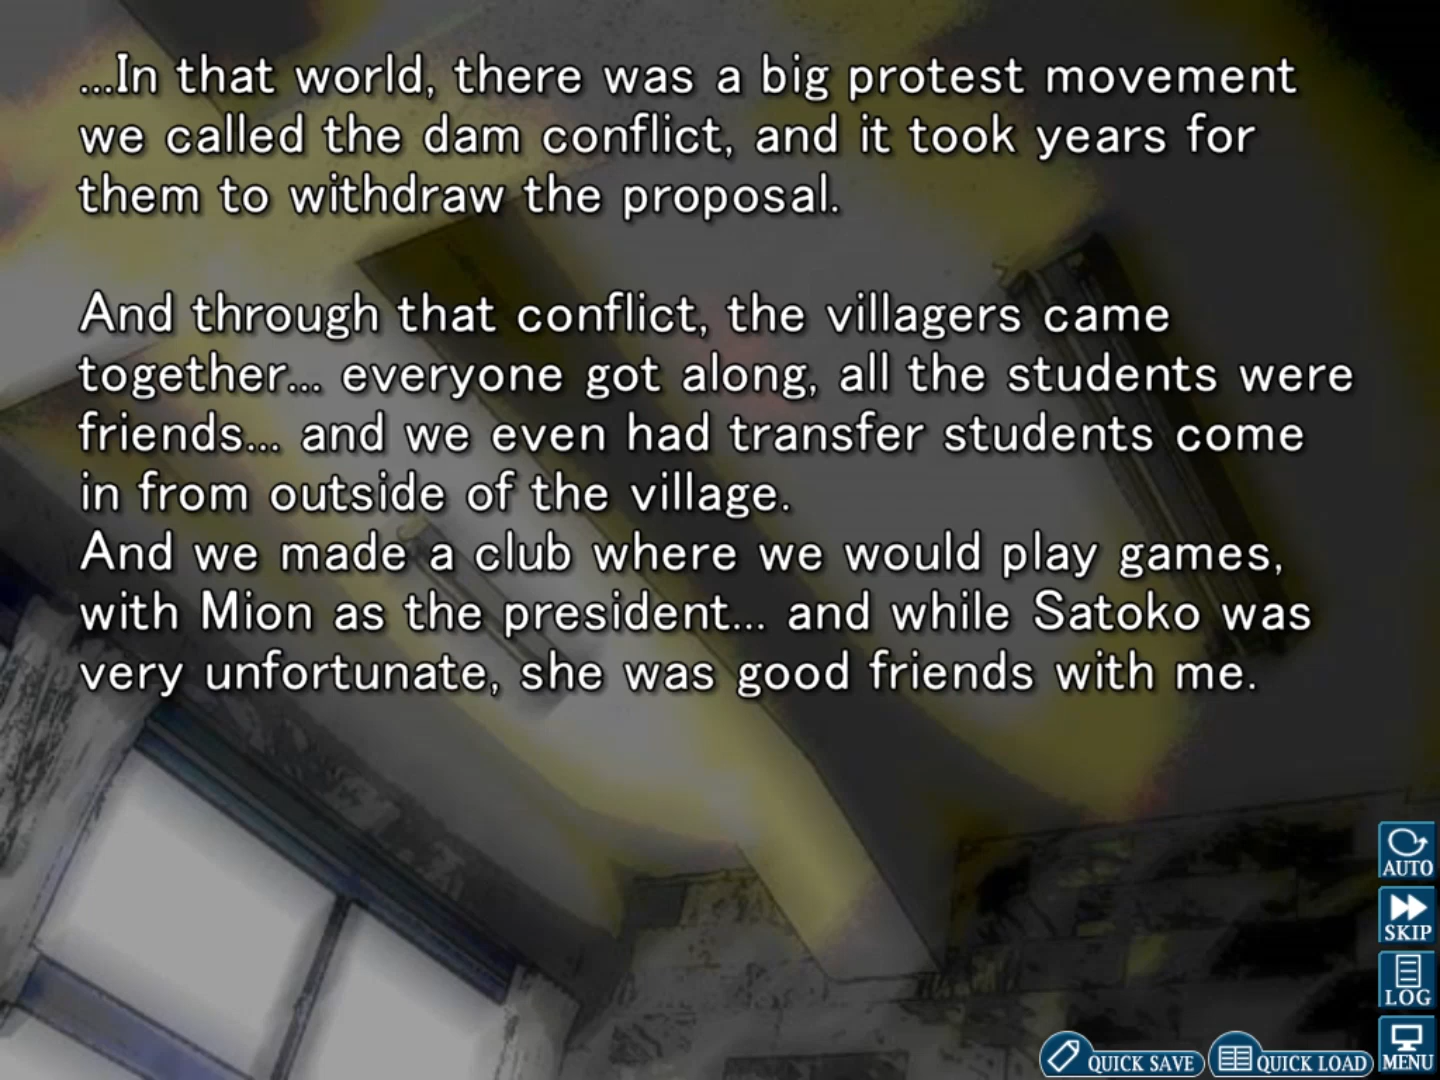 ...In that world, there was a big protest movement
we called the dam conflict, and it took years for
them to withdraw the proposal.
And through that conflict, the villagers came
together... everyone got along, all the students were
friends... and we even had transfer students come
in from outside of the village.
And we made a club where we would play games,
with Mion as the president... and while Satoko was
very unfortunate, she was good friends with me.
AUTO
SKIP
LOG
MENU
QUICK SAVE
QUICK LOAD